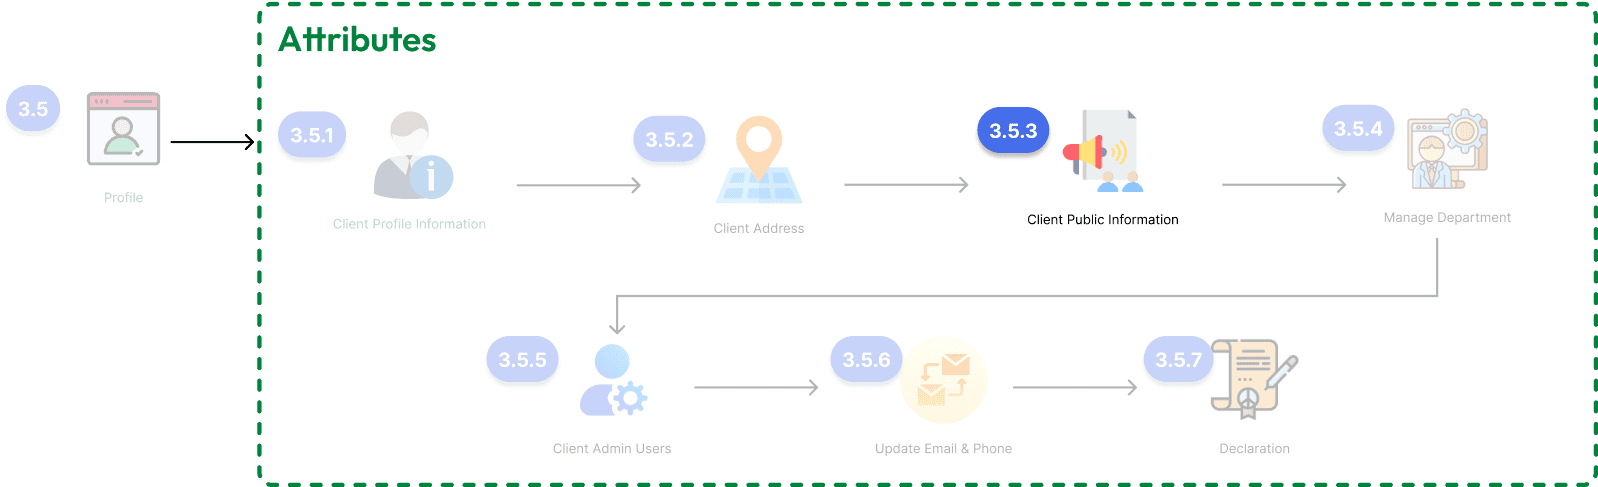 Attributes
3.5
Profile
3.5.1
Client Profile Information
3.5.2
Client Address
3.5.3
Client Public Information
3.5.4
Manage Department
3.5.5
Client Admin Users
3.5.6
Update Email & Phone
3.5.7
Declaration